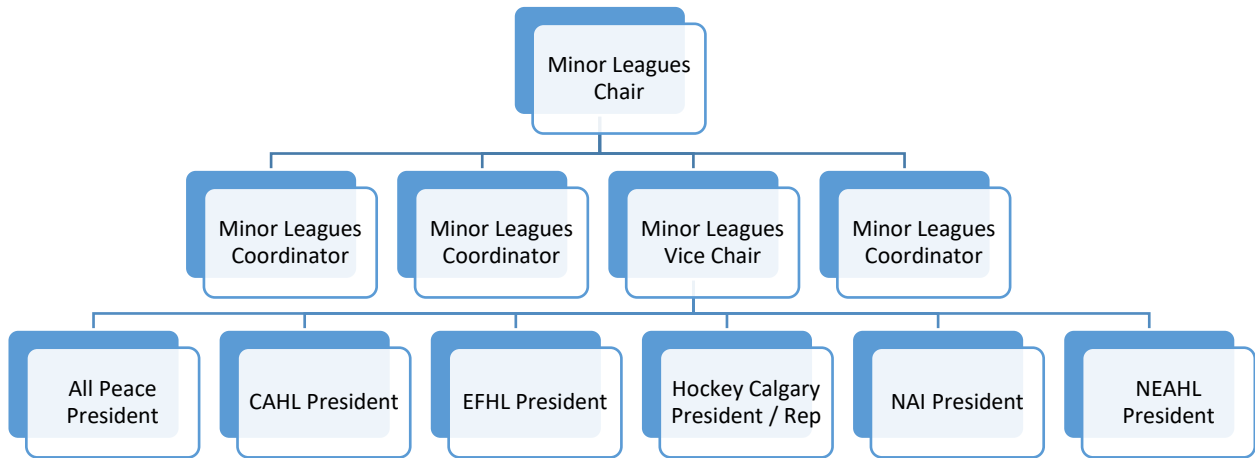 Minor Leagues
Chair
Minor Leagues
Coordinator
Minor Leagues
Coordinator
Minor Leagues
Vice Chair
Minor Leagues
Coordinator
All Peace
President
CAHL President
EFHL President
Hockey Calgary
President / Rep
NAI President
NEAHL
President